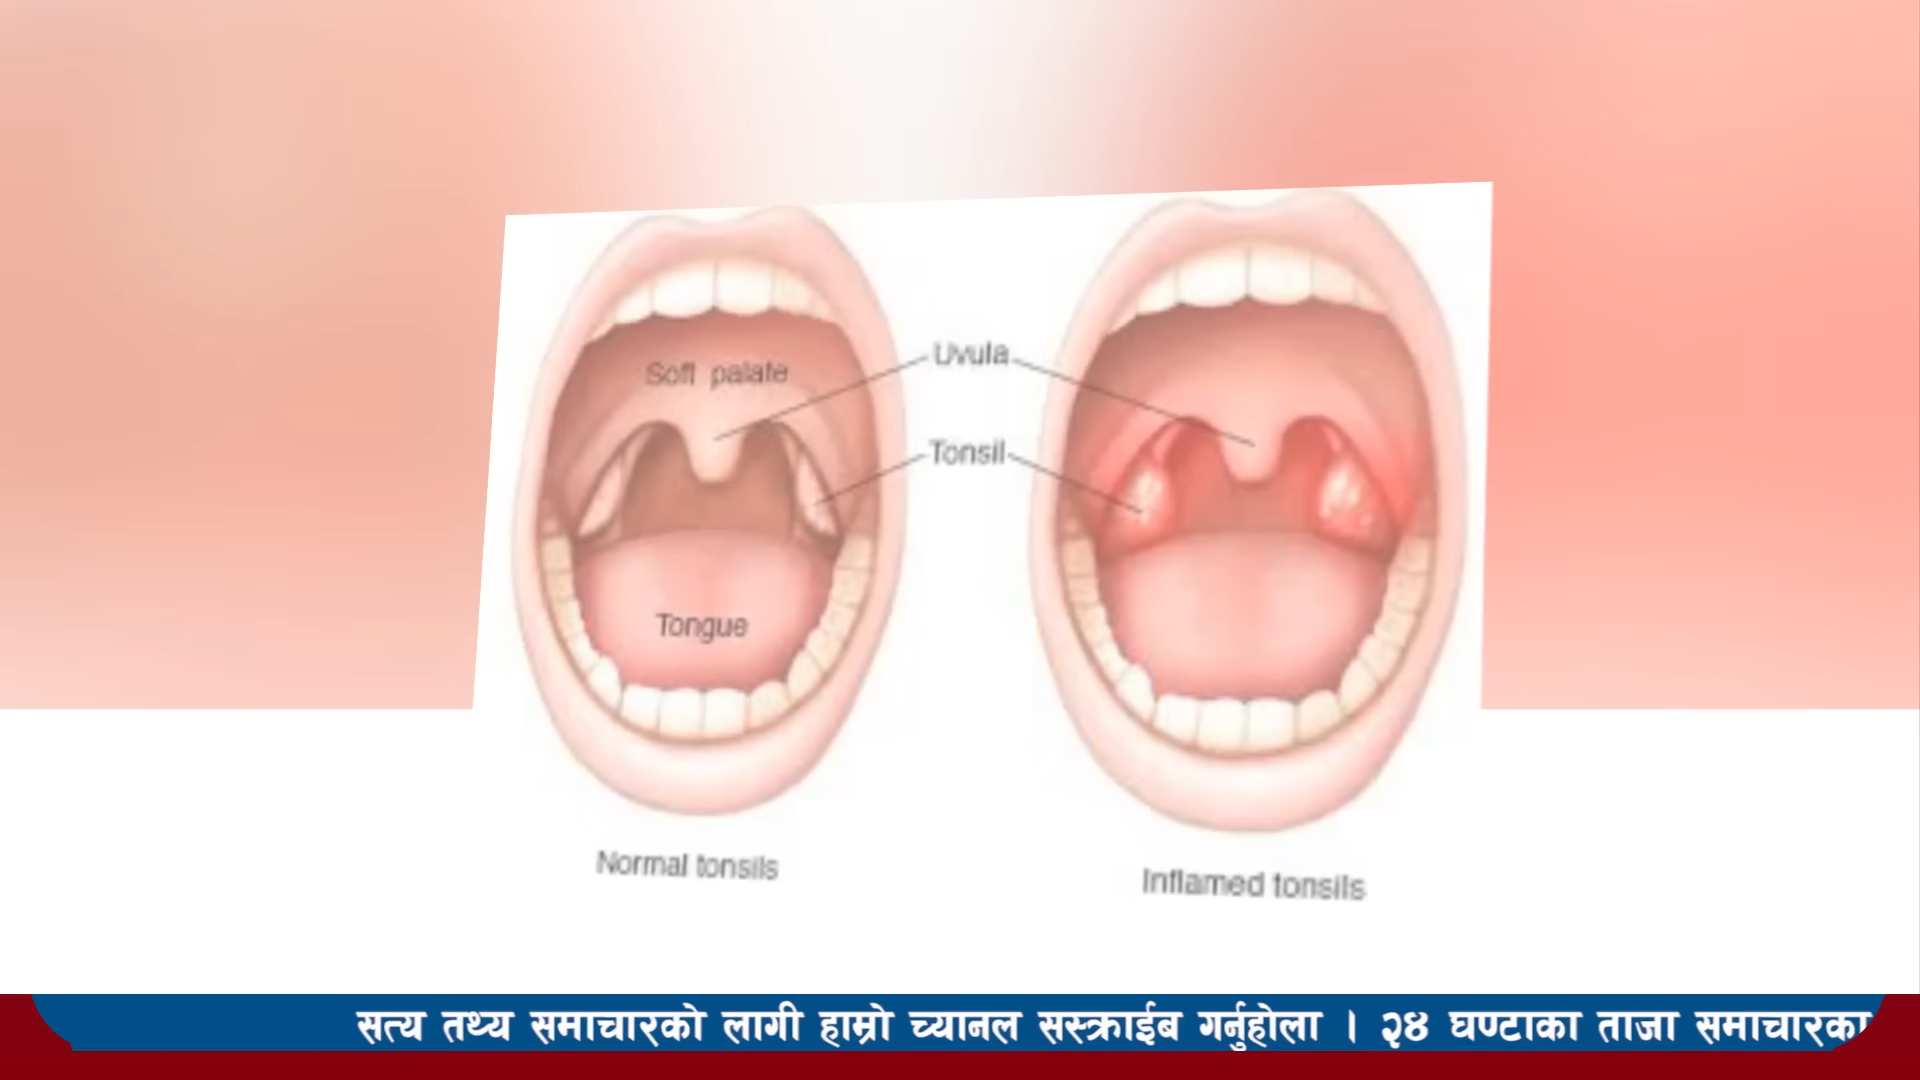 Soft palate
Uvula
Tonsil
Tongue
Normal tonsils
Inflamed tonsils
सत्य तथ्य समाचारको लागी हाम्रो च्यानल सस्क्राईब गर्नुहोला । २४ घण्टाका ताजा समाचारका